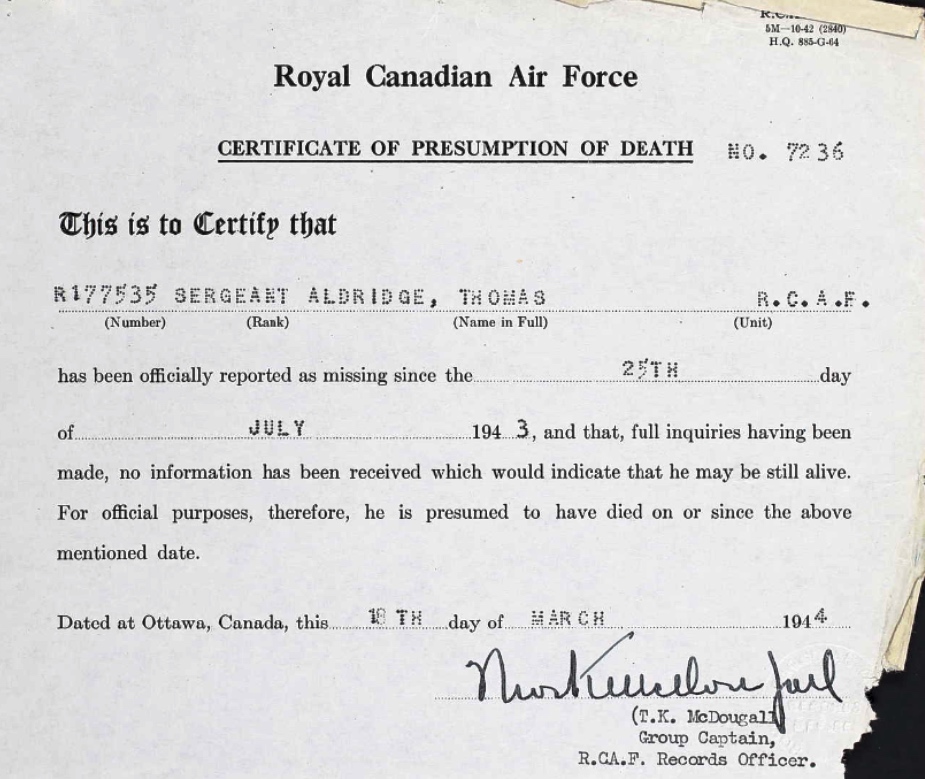 5M—10-42 (2840)
H.Q. 885-G-64
Royal Canadian Air Force
CERTIFICATE OF PRESUMPTION OF DEATH NO. 7236
This is to Certify that
R177535 SERGEANT ALDRIDGE, THOMAS R.C.A.F.
(Number) (Rank) (Name in Full) (Unit)
has been officially reported as missing since the 25TH day
of JULY 1943, and that, full inquiries having been
made, no information has been received which would indicate that he may be still alive.
For official purposes, therefore, he is presumed to have died on or since the above
mentioned date.
Dated at Ottawa, Canada, this 18TH day of MARCH 1944
(T.K. McDougall)
Group Captain,
R.CA.F. Records Officer.